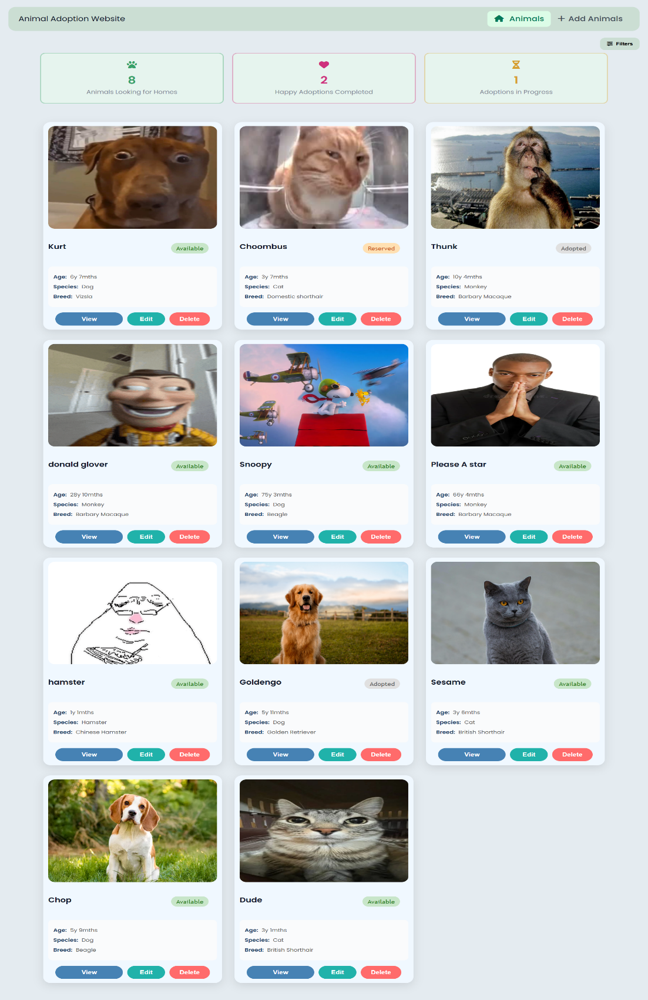 Animal Adoption Website
Animals
Add Animals
Filters
8
Animals Looking for Homes
2
Happy Adoptions Completed
1
Adoptions in Progress
Kurt
Available
Age: 6y 7mths
Species: Dog
Breed: Vizsla
View Edit Delete
Choombus
Reserved
Age: 3y 7mths
Species: Cat
Breed: Domestic shorthair
View Edit Delete
Thunk
Adopted
Age: 10y 4mths
Species: Monkey
Breed: Barbary Macaque
View Edit Delete
donald glover
Available
Age: 28y 10mths
Species: Monkey
Breed: Barbary Macaque
View Edit Delete
Snoopy
Available
Age: 75y 3mths
Species: Dog
Breed: Beagle
View Edit Delete
Please A star
Available
Age: 66y 4mths
Species: Monkey
Breed: Barbary Macaque
View Edit Delete
hamster
Available
Age: 1y 1mths
Species: Hamster
Breed: Chinese Hamster
View Edit Delete
Goldengo
Adopted
Age: 5y 11mths
Species: Dog
Breed: Golden Retriever
View Edit Delete
Sesame
Available
Age: 3y 6mths
Species: Cat
Breed: British Shorthair
View Edit Delete
Chop
Available
Age: 5y 9mths
Species: Dog
Breed: Beagle
View Edit Delete
Dude
Available
Age: 3y 1mths
Species: Cat
Breed: British Shorthair
View Edit Delete